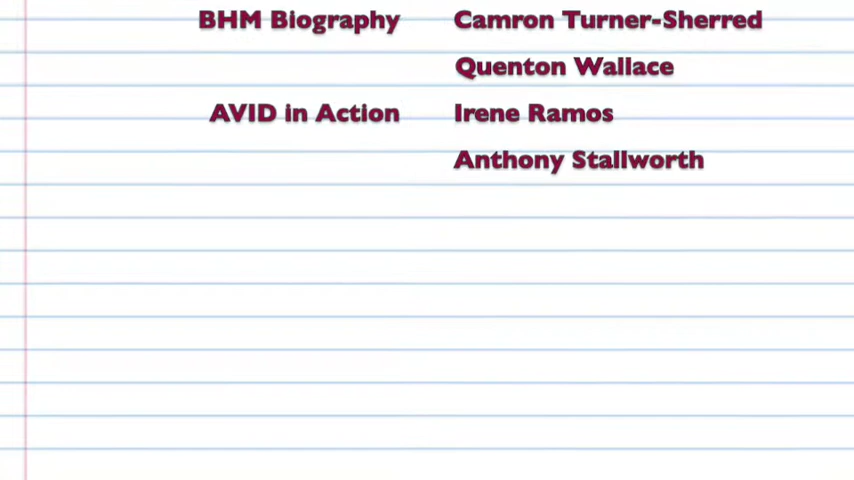 BHM Biography Camron Turner-Sherred
Quenton Wallace
AVID in Action Irene Ramos
Anthony Stallworth